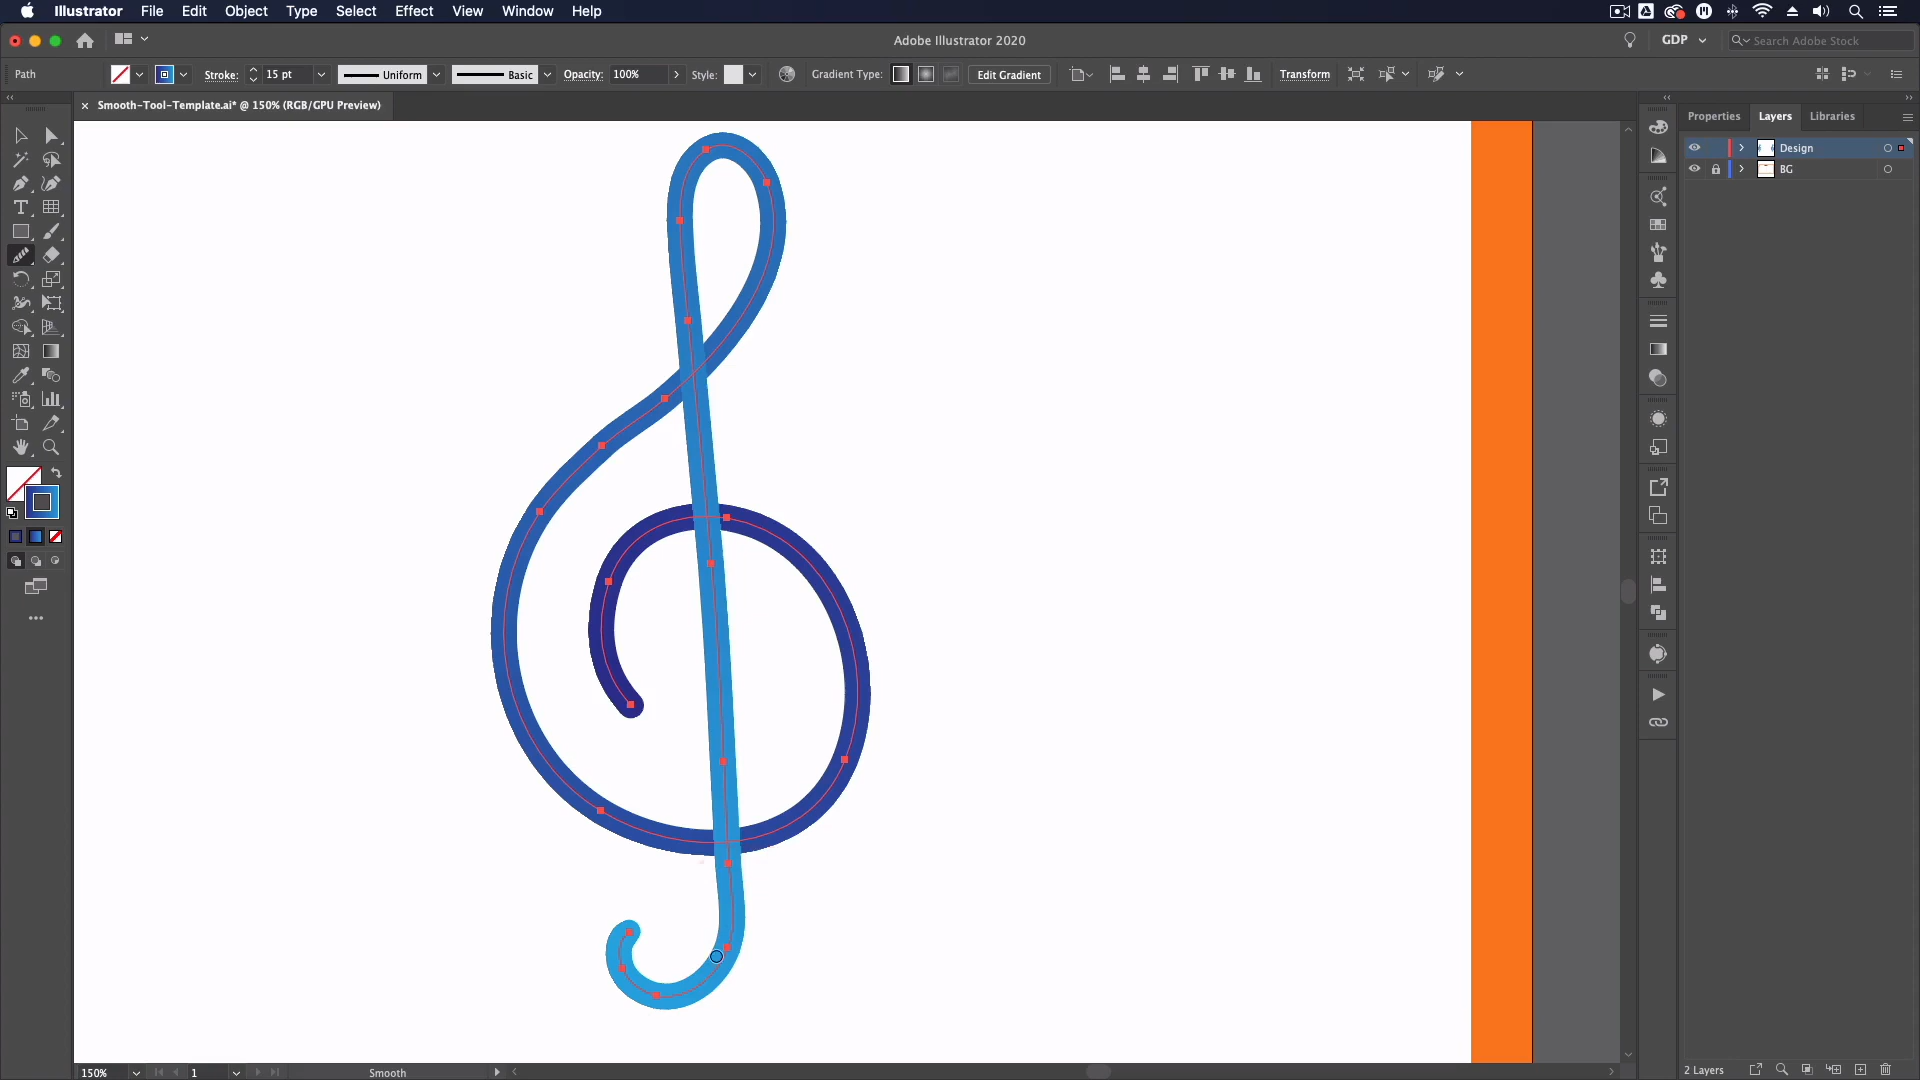 Illustrator File Edit Object Type Select Effect View Window Help
Adobe Illustrator 2020
GDP
Search Adobe Stock
Path
Stroke: 15 pt
Uniform
Basic
Opacity: 100%
Style:
Gradient Type:
Edit Gradient
Transform
× Smooth-Tool-Template.ai* @ 150% (RGB/GPU Preview)
Properties Layers Libraries
Design
BG
150%
1
Smooth
2 Layers